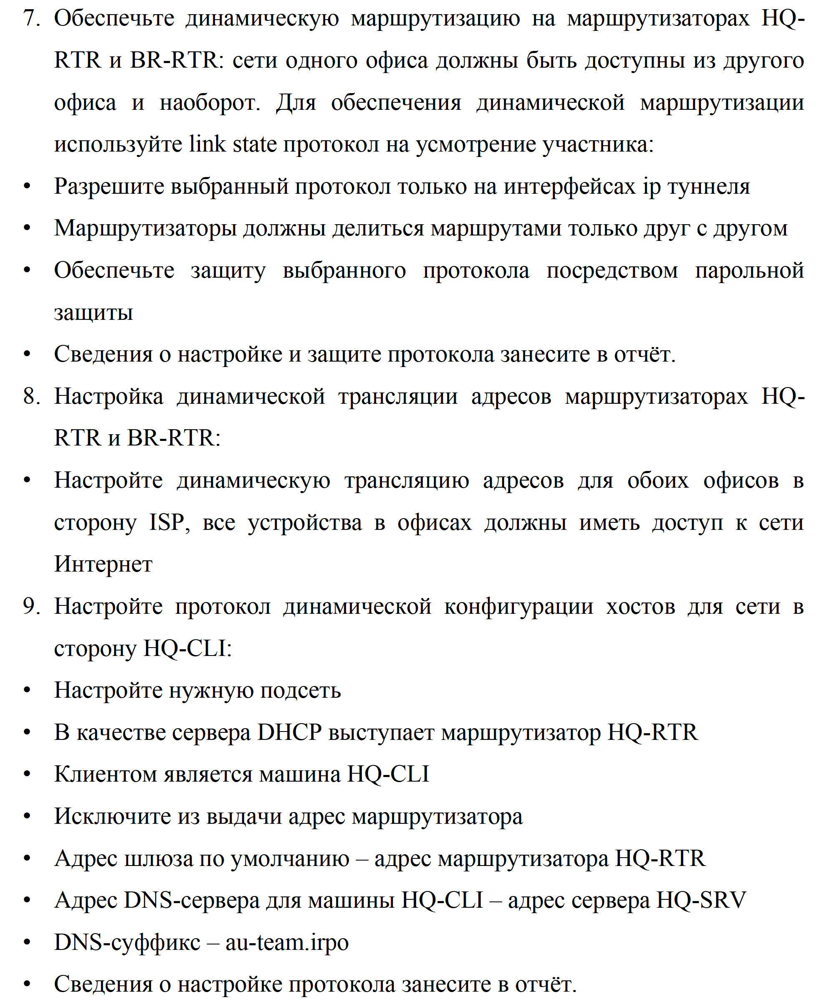 7. Обеспечьте динамическую маршрутизацию на маршрутизаторах HQ-
RTR и BR-RTR: сети одного офиса должны быть доступны из другого
офиса и наоборот. Для обеспечения динамической маршрутизации
используйте link state протокол на усмотрение участника:
• Разрешите выбранный протокол только на интерфейсах ip туннеля
• Маршрутизаторы должны делиться маршрутами только друг с другом
• Обеспечьте защиту выбранного протокола посредством парольной
защиты
• Сведения о настройке и защите протокола занесите в отчёт.
8. Настройка динамической трансляции адресов маршрутизаторах HQ-
RTR и BR-RTR:
• Настройте динамическую трансляцию адресов для обоих офисов в
сторону ISP, все устройства в офисах должны иметь доступ к сети
Интернет
9. Настройте протокол динамической конфигурации хостов для сети в
сторону HQ-CLI:
• Настройте нужную подсеть
• В качестве сервера DHCP выступает маршрутизатор HQ-RTR
• Клиентом является машина HQ-CLI
• Исключите из выдачи адрес маршрутизатора
• Адрес шлюза по умолчанию – адрес маршрутизатора HQ-RTR
• Адрес DNS-сервера для машины HQ-CLI – адрес сервера HQ-SRV
• DNS-суффикс – au-team.irpo
• Сведения о настройке протокола занесите в отчёт.